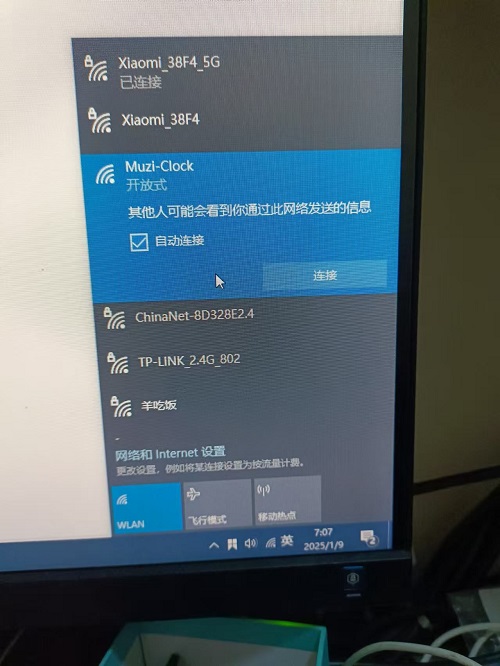 Xiaomi_38F4_5G
已连接
Xiaomi_38F4
Muzi-Clock
开放式
其他人可能会看到你通过此网络发送的信息
自动连接
连接
ChinaNet-8D328E2.4
TP-LINK_2.4G_802
羊吃饭
网络和 Internet 设置
更改设置，例如将某连接设置为按流量计费。
WLAN
飞行模式
移动热点
英
7:07
2025/1/9
2